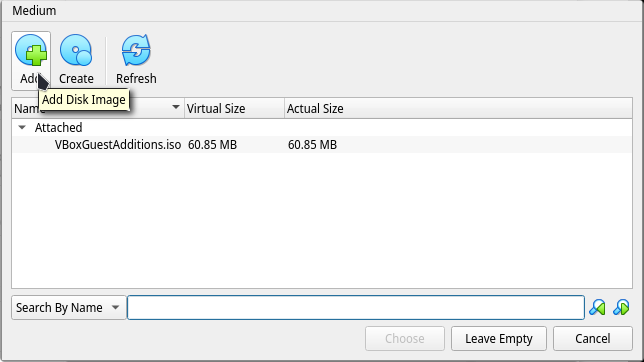 Medium
Add Create Refresh
Add Disk Image
Name Virtual Size Actual Size
Attached
VBoxGuestAdditions.iso 60.85 MB 60.85 MB
Search By Name
Choose Leave Empty Cancel